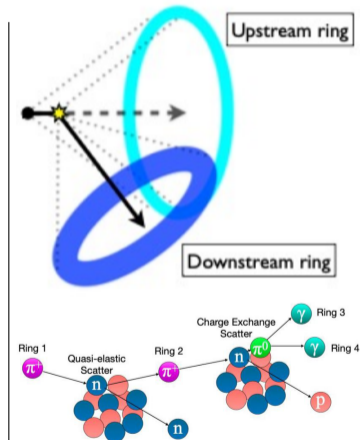 Upstream ring
Downstream ring
Ring 1
π+
Quasi-elastic
Scatter
n
n
Ring 2
π+
Charge Exchange
Scatter
n
π0
γ
Ring 3
γ
Ring 4
p